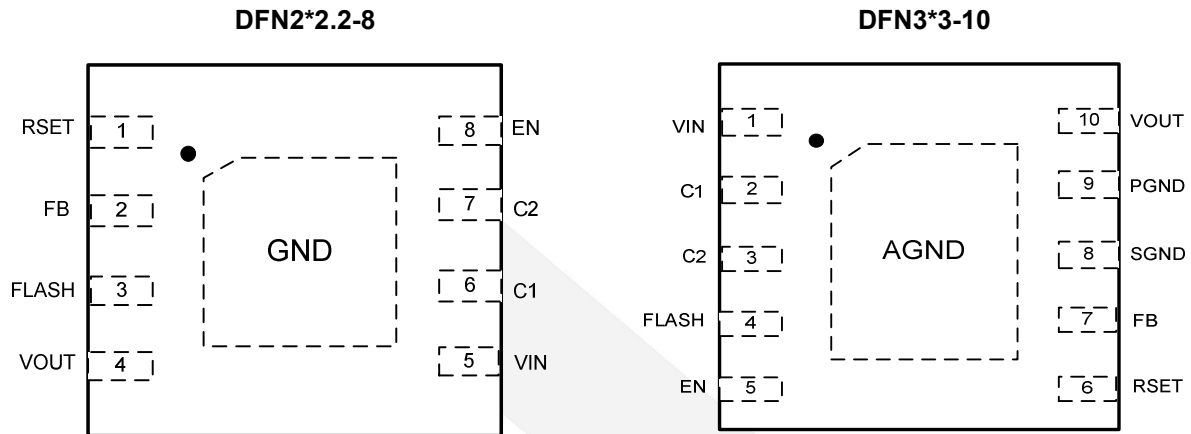 DFN2*2.2-8
RSET 1
FB 2
FLASH 3
VOUT 4
GND
8 EN
7 C2
6 C1
5 VIN
DFN3*3-10
VIN 1
C1 2
C2 3
FLASH 4
EN 5
AGND
10 VOUT
9 PGND
8 SGND
7 FB
6 RSET